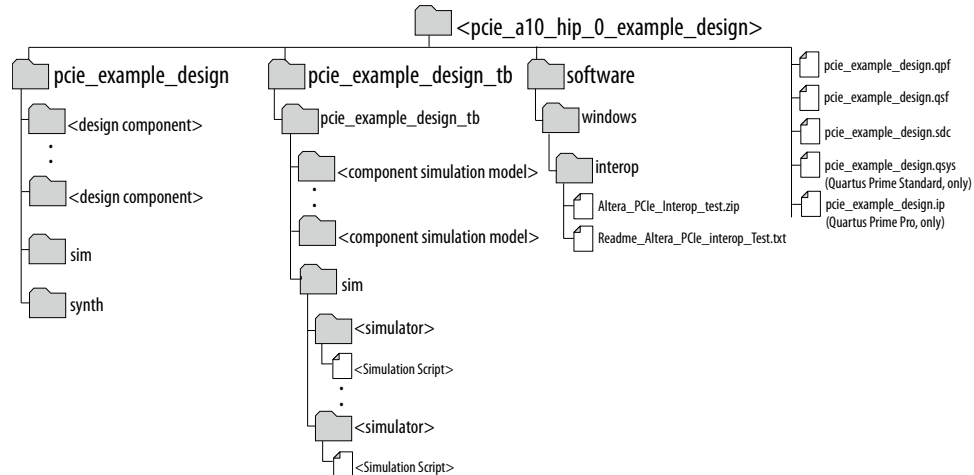 <pcie_a10_hip_0_example_design>
pcie_example_design
<design component>
<design component>
sim
synth
pcie_example_design_tb
pcie_example_design_tb
<component simulation model>
<component simulation model>
sim
<simulator>
<Simulation Script>
<simulator>
<Simulation Script>
software
windows
interop
Altera_PCIe_Interop_test.zip
Readme_Altera_PCIe_interop_Test.txt
pcie_example_design.qpf
pcie_example_design.qsf
pcie_example_design.sdc
pcie_example_design.qsys
(Quartus Prime Standard, only)
pcie_example_design.ip
(Quartus Prime Pro, only)